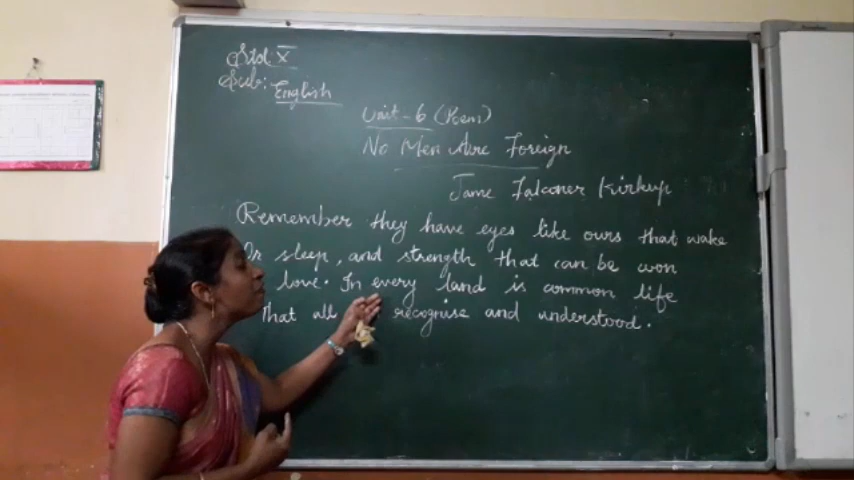 Std. X
Sub: English
Unit - 6 (Poem)
No Men Are Foreign
Jame Falconer Kirkup
Remember they have eyes like ours that wake
Or sleep, and strength that can be won
love. In every land is common life
That all recognise and understood.